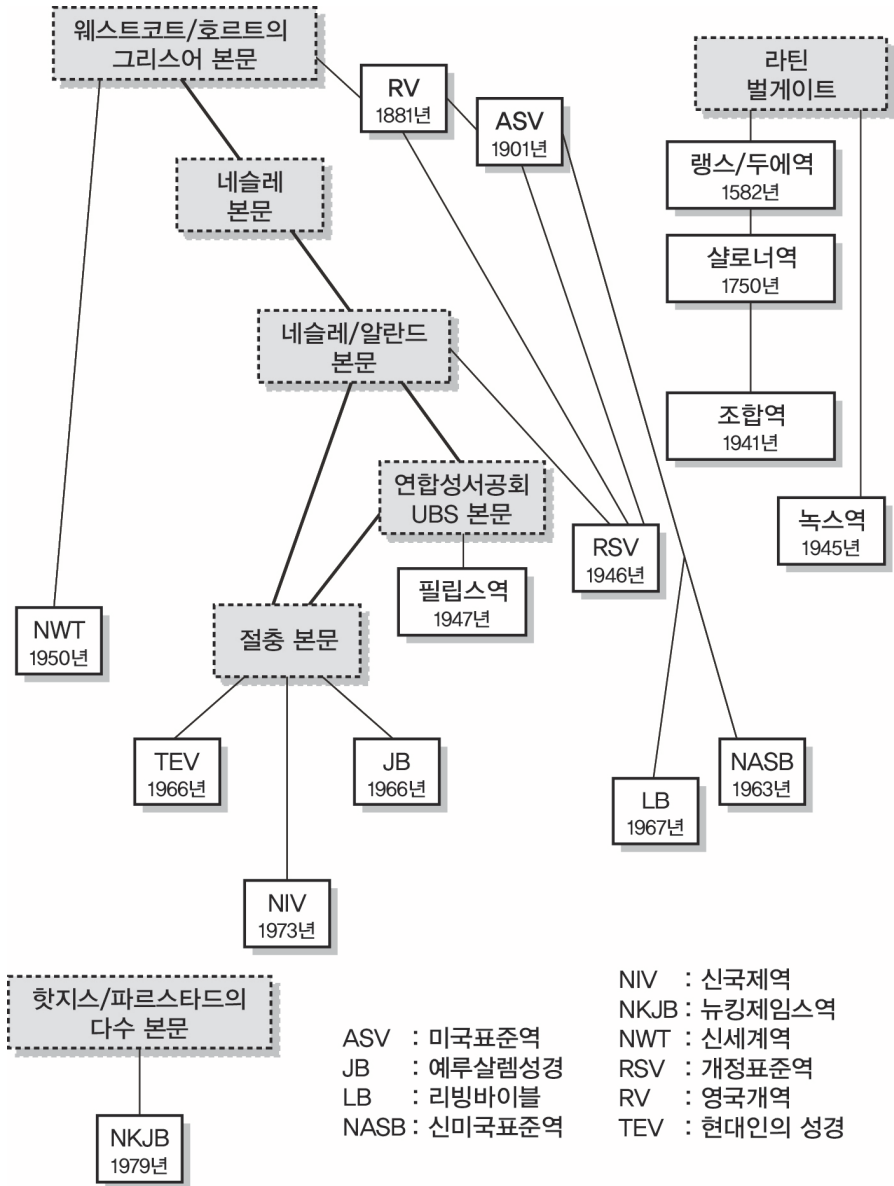 웨스트코트/호르트의
그리스어 본문
RV
1881년
ASV
1901년
라틴
벌게이트
랭스/두에역
1582년
네슬레
본문
샬로너역
1750년
네슬레/알란드
본문
조합역
1941년
연합성서공회
UBS 본문
녹스역
1945년
RSV
1946년
필립스역
1947년
NWT
1950년
절충 본문
TEV
1966년
JB
1966년
NASB
1963년
LB
1967년
NIV
1973년
핫지스/파르스타드의
다수 본문
NKJB
1979년
ASV : 미국표준역
JB : 예루살렘성경
LB : 리빙바이블
NASB : 신미국표준역
NIV : 신국제역
NKJB : 뉴킹제임스역
NWT : 신세계역
RSV : 개정표준역
RV : 영국개역
TEV : 현대인의 성경